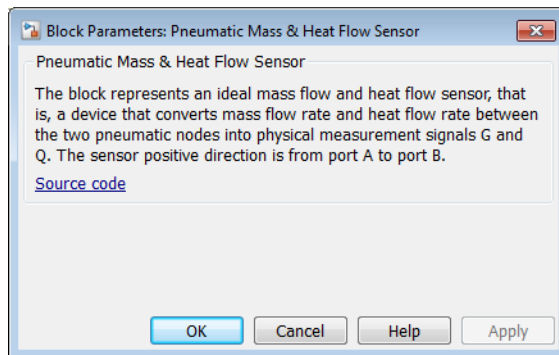 Block Parameters: Pneumatic Mass & Heat Flow Sensor
Pneumatic Mass & Heat Flow Sensor
The block represents an ideal mass flow and heat flow sensor, that
is, a device that converts mass flow rate and heat flow rate between
the two pneumatic nodes into physical measurement signals G and
Q. The sensor positive direction is from port A to port B.
Source code
OK Cancel Help Apply